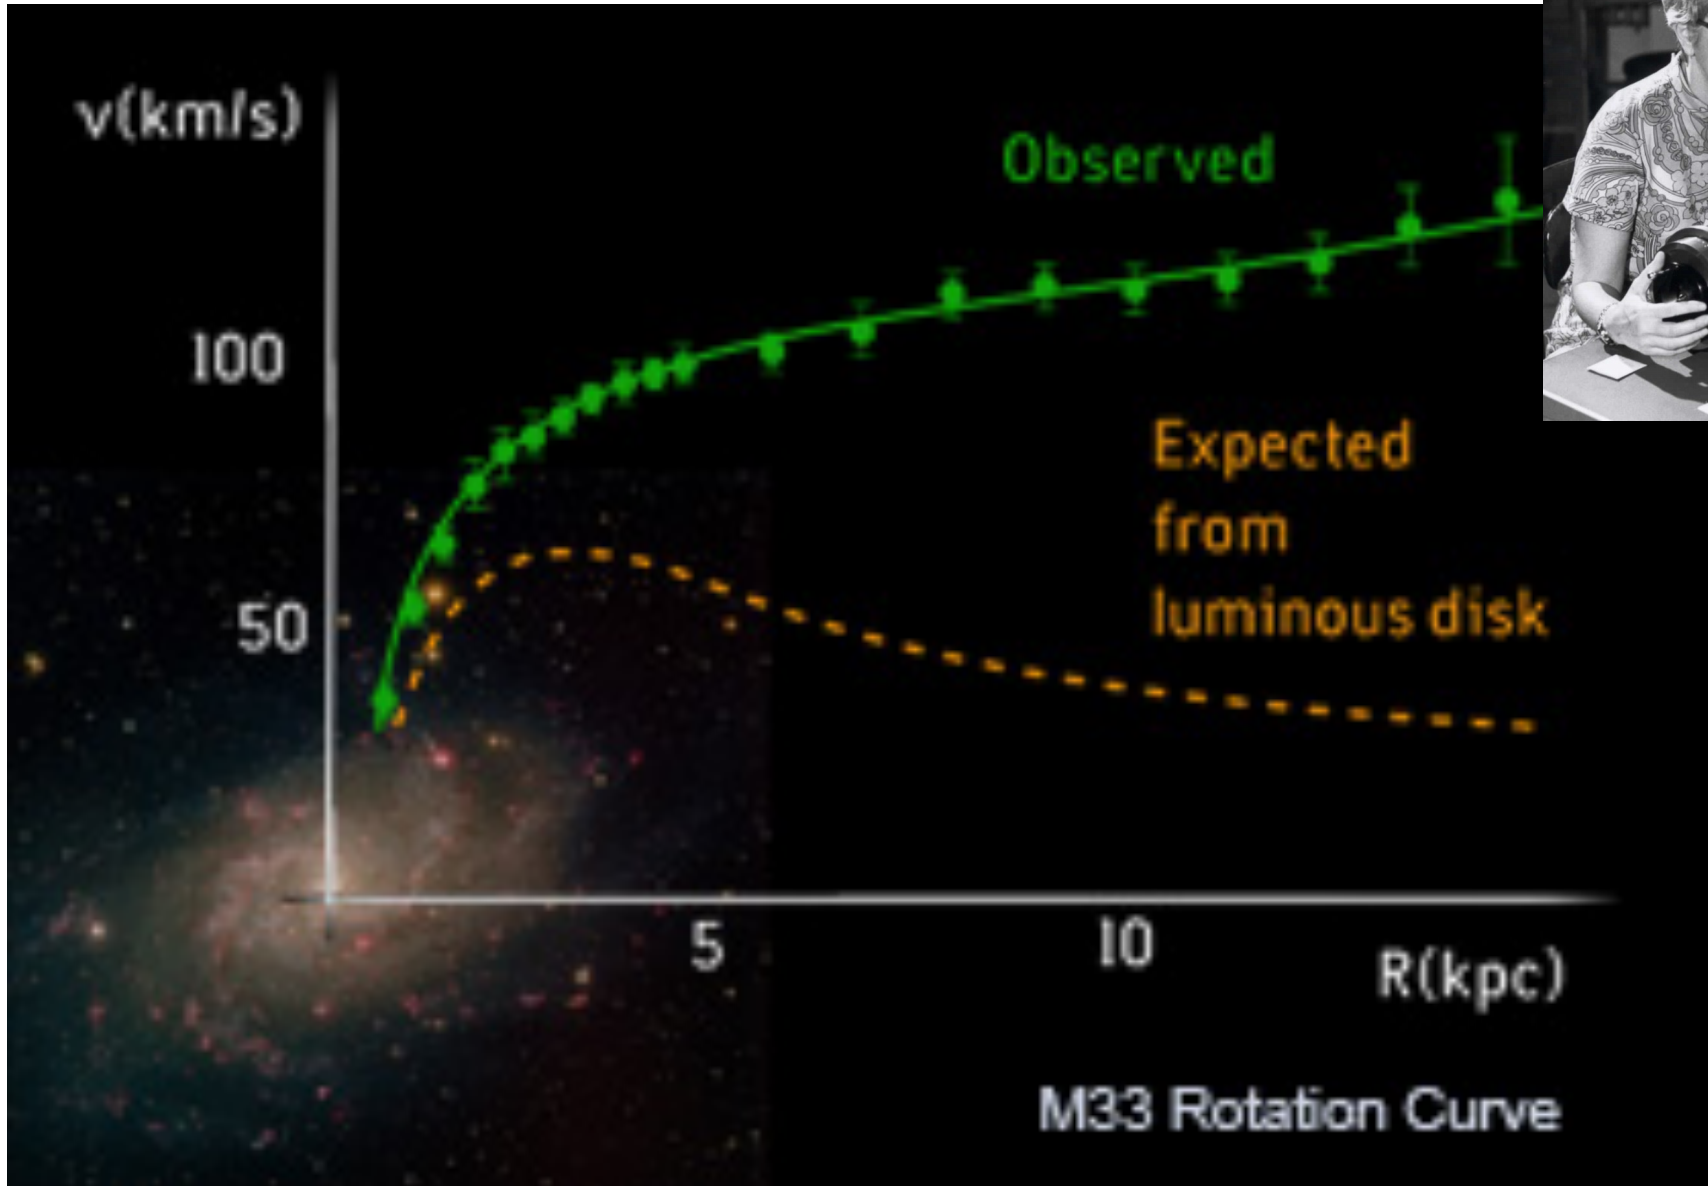 v(km/s)
Observed
100
Expected
from
luminous disk
50
5
10
R(kpc)
M33 Rotation Curve